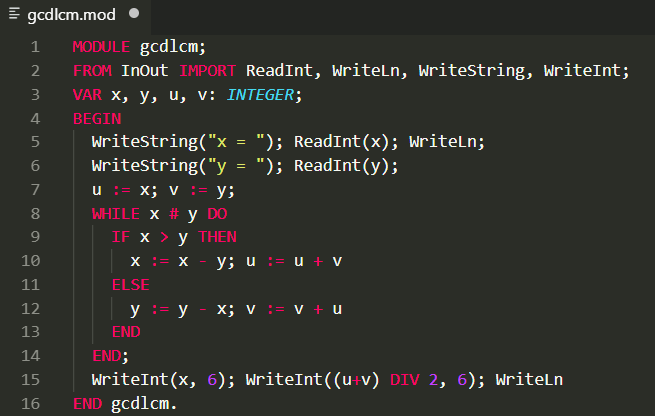 gcdlcm.mod
1 MODULE gcdlcm;
2 FROM InOut IMPORT ReadInt, WriteLn, WriteString, WriteInt;
3 VAR x, y, u, v: INTEGER;
4 BEGIN
5   WriteString("x = "); ReadInt(x); WriteLn;
6   WriteString("y = "); ReadInt(y);
7   u := x; v := y;
8   WHILE x # y DO
9     IF x > y THEN
10       x := x - y; u := u + v
11     ELSE
12       y := y - x; v := v + u
13     END
14   END;
15   WriteInt(x, 6); WriteInt((u+v) DIV 2, 6); WriteLn
16 END gcdlcm.